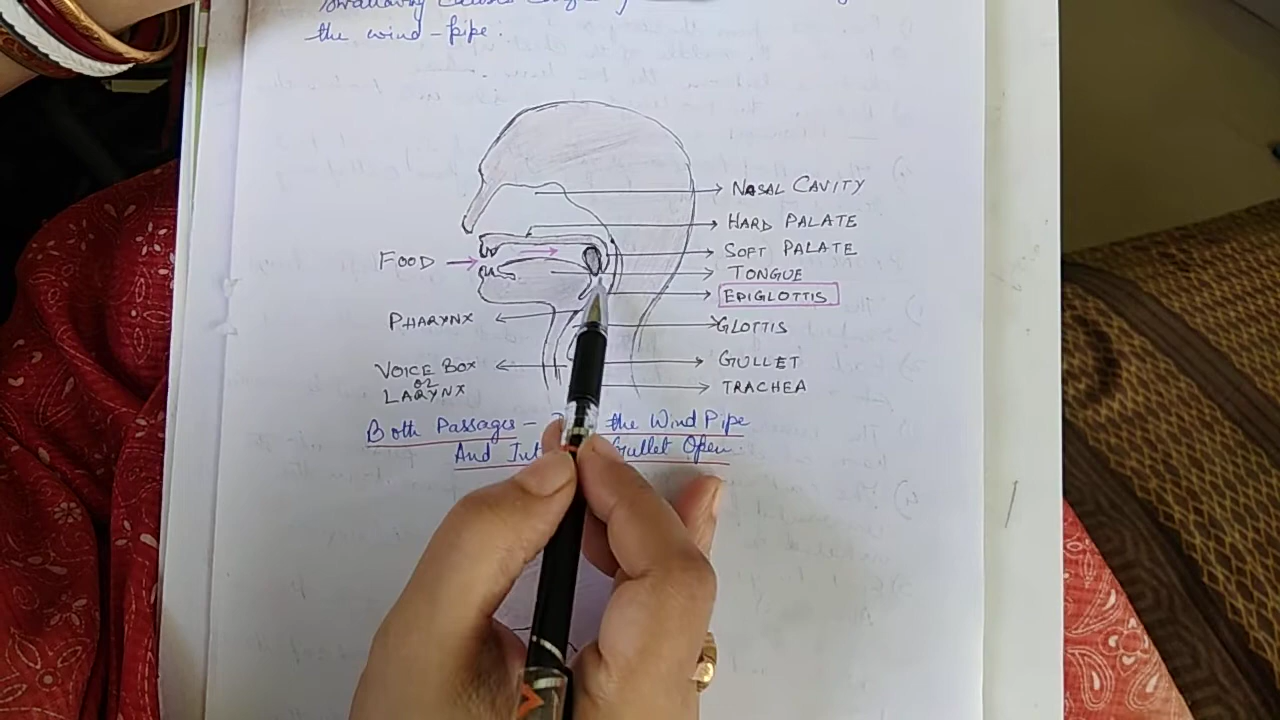 the wind-pipe.
NASAL CAVITY
HARD PALATE
FOOD
SOFT PALATE
TONGUE
EPIGLOTTIS
PHARYNX
GLOTTIS
VOICE BOX
OR
LARYNX
GULLET
TRACHEA
Both Passages - the Wind Pipe
And Gullet Open.